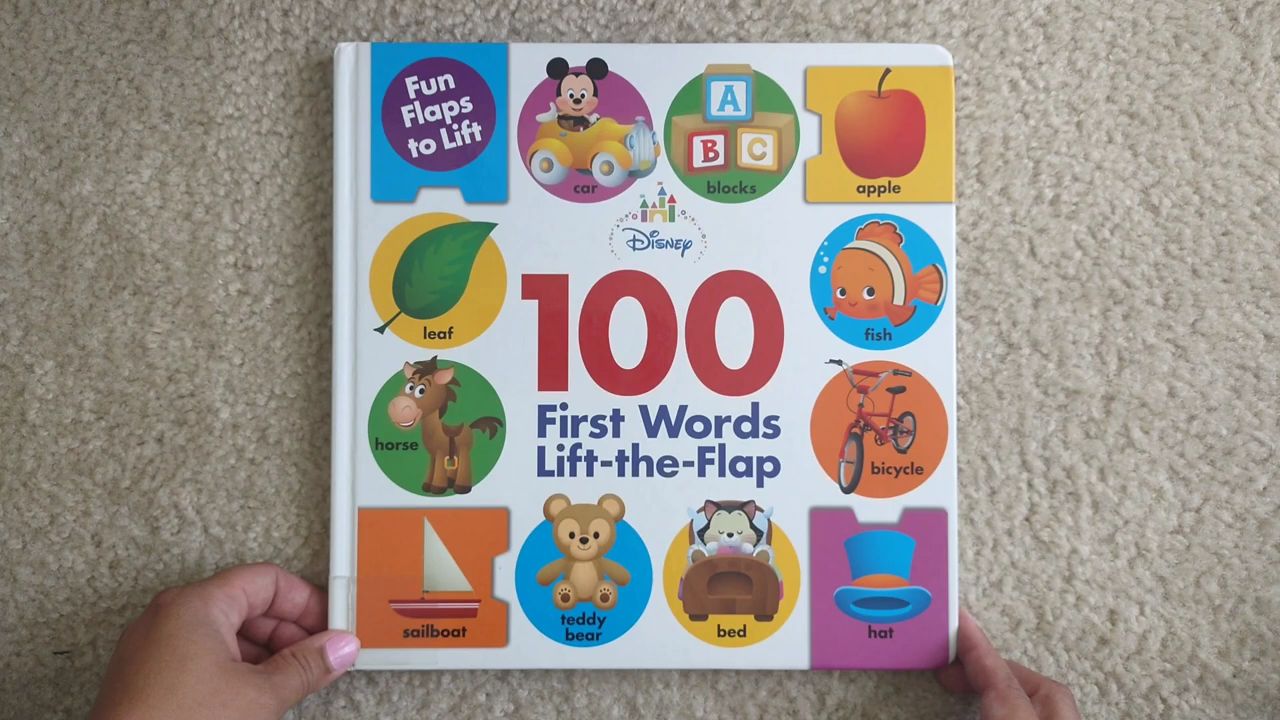 Fun
Flaps
to Lift
car
A
B C
blocks
apple
Disney
leaf
fish
100
First Words
Lift-the-Flap
horse
bicycle
sailboat
teddy
bear
bed
hat